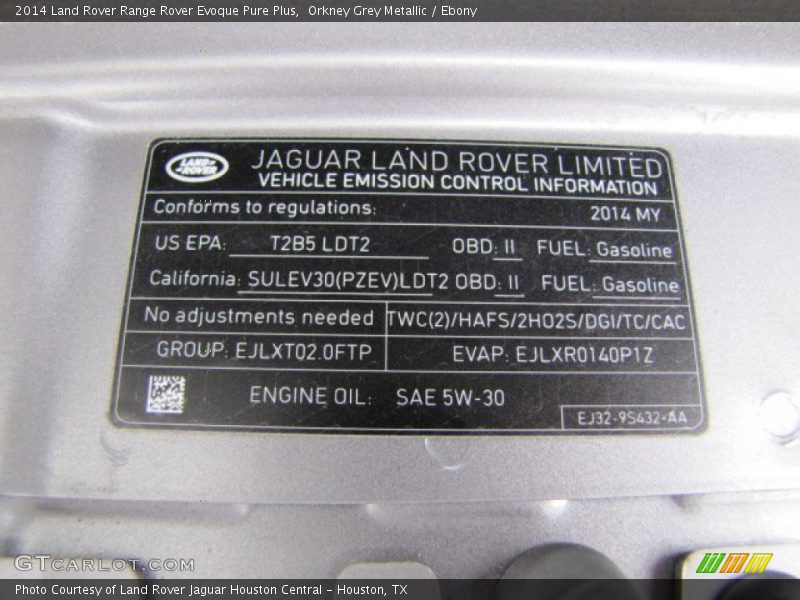 2014 Land Rover Range Rover Evoque Pure Plus, Orkney Grey Metallic / Ebony
LAND-
-ROVER
JAGUAR LAND ROVER LIMITED
VEHICLE EMISSION CONTROL INFORMATION
Conforms to regulations: 2014 MY
US EPA: T2B5 LDT2 OBD: II FUEL: Gasoline
California: SULEV30(PZEV)LDT2 OBD: II FUEL: Gasoline
No adjustments needed TWC(2)/HAFS/2HO2S/DGI/TC/CAC
GROUP: EJLXT02.0FTP EVAP: EJLXR0140P1Z
ENGINE OIL: SAE 5W-30
EJ32-9S432-AA
GTCarLot.com
Photo Courtesy of Land Rover Jaguar Houston Central - Houston, TX